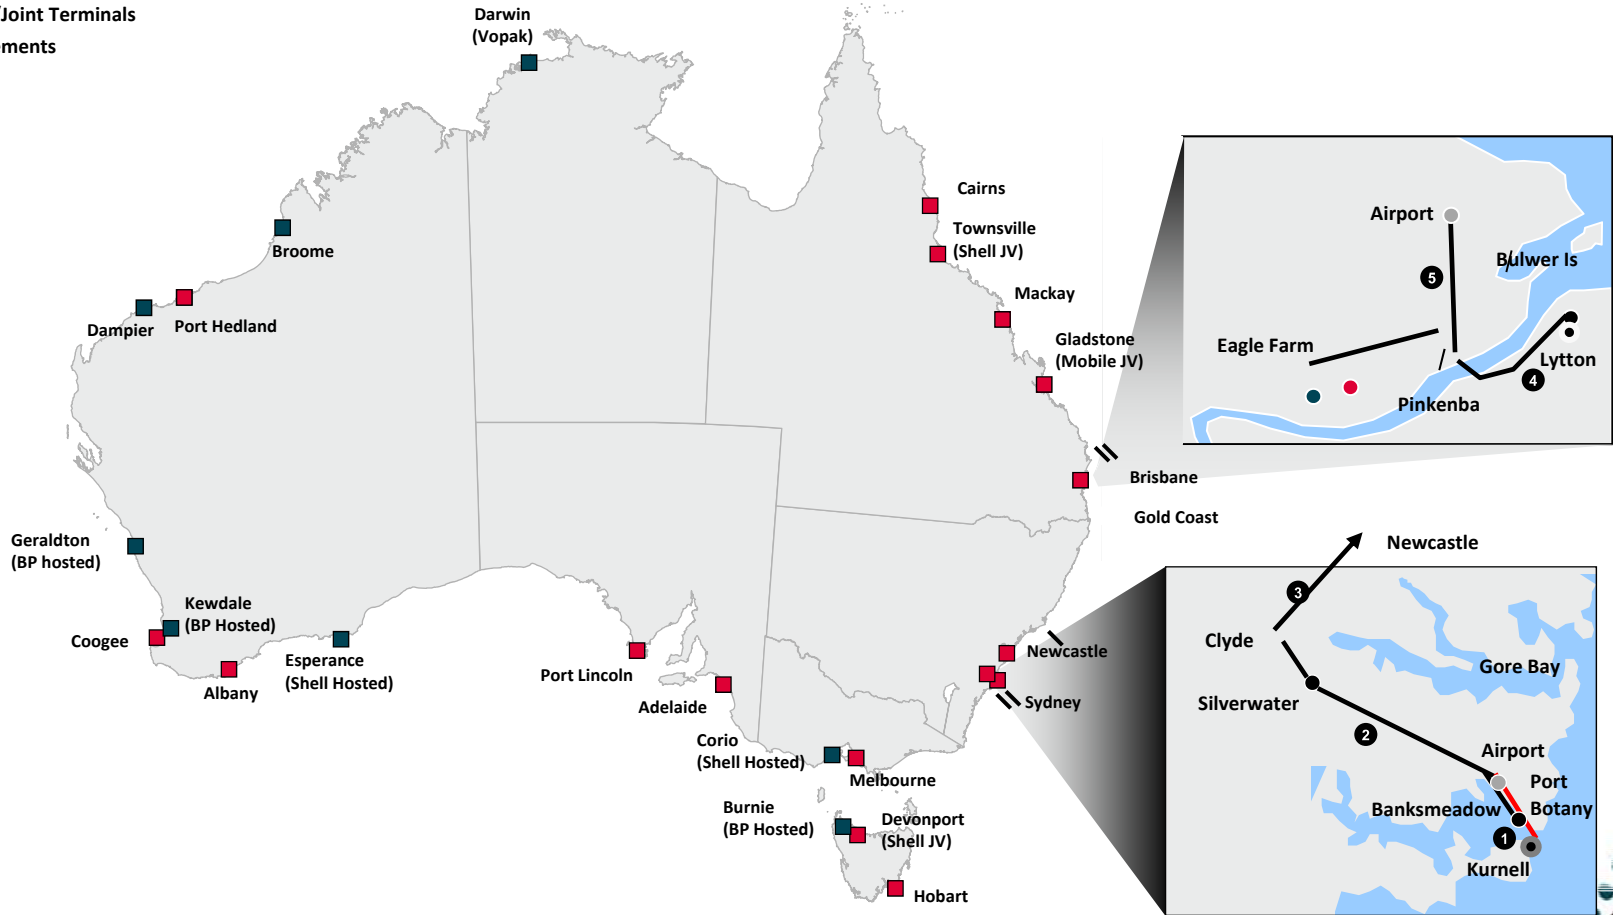 /Joint Terminals
ements
Darwin
(Vopak)
Cairns
Townsville
(Shell JV)
Broome
Mackay
Dampier
Port Hedland
Gladstone
(Mobile JV)
Airport
Bulwer Is
5
Eagle Farm
Lytton
4
Pinkenba
Brisbane
Gold Coast
Geraldton
(BP hosted)
Kewdale
(BP Hosted)
Coogee
Esperance
(Shell Hosted)
Albany
Port Lincoln
Adelaide
Newcastle
Sydney
Corio
(Shell Hosted)
Melbourne
Burnie
(BP Hosted)
Devonport
(Shell JV)
Hobart
Newcastle
3
Clyde
Gore Bay
Silverwater
2
Airport
Port
Botany
Banksmeadow
1
Kurnell